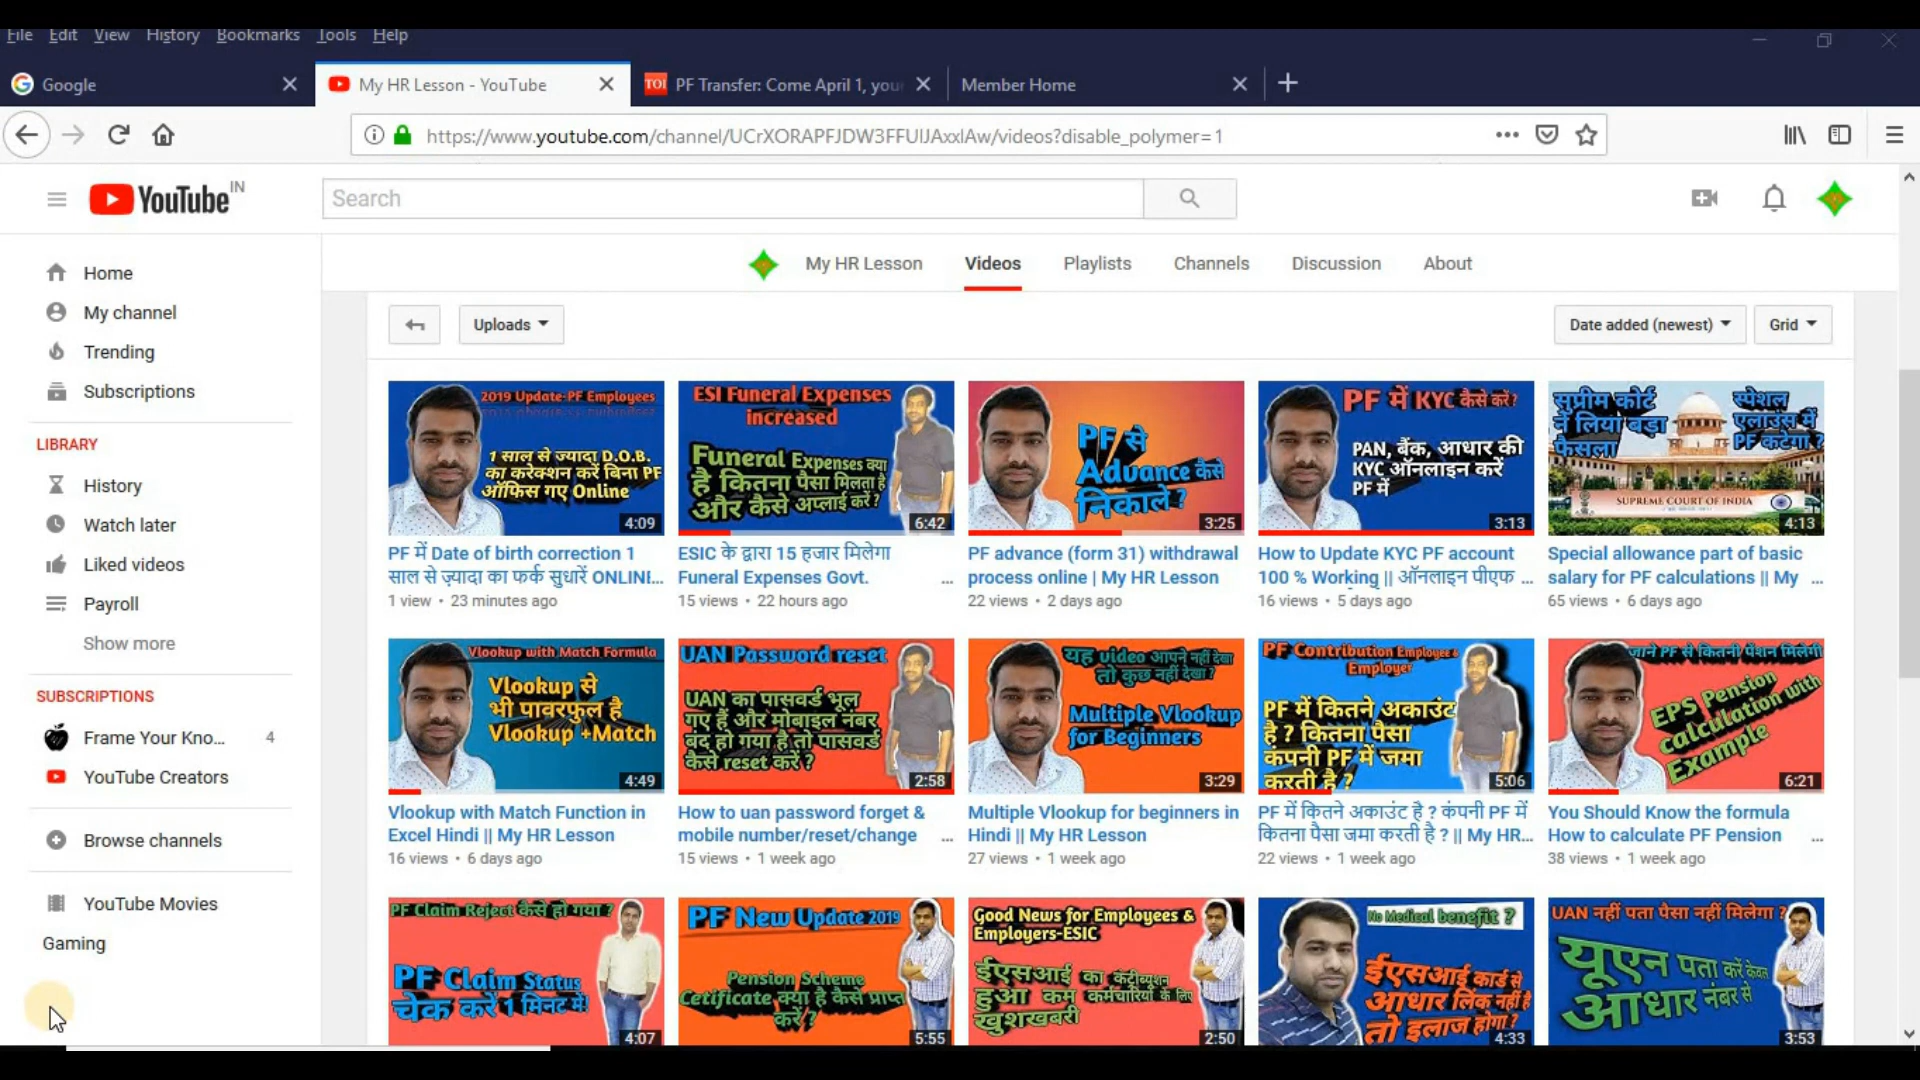 File Edit View History Bookmarks Tools Help
Google
My HR Lesson - YouTube
TOI PF Transfer: Come April 1, you
Member Home
https://www.youtube.com/channel/UCrXORAPFJDW3FFUlJAxxlAw/videos?disable_polymer=1
YouTube IN
Search
My HR Lesson Videos Playlists Channels Discussion About
Uploads
Date added (newest) Grid
Home
My channel
Trending
Subscriptions
LIBRARY
History
Watch later
Liked videos
Payroll
Show more
SUBSCRIPTIONS
Frame Your Kno... 4
YouTube Creators
Browse channels
YouTube Movies
Gaming
2019 Update-PF Employees
1 साल से ज्यादा D.O.B.
का करेक्शन करें बिना PF
ऑफिस गए Online
4:09
PF में Date of birth correction 1
साल से ज़्यादा का फर्क सुधारें ONLINE...
1 view • 23 minutes ago
ESI Funeral Expenses
increased
Funeral Expenses क्या
है कितना पैसा मिलता है
और कैसे अप्लाई करें ?
6:42
ESIC के द्वारा 15 हजार मिलेगा
Funeral Expenses Govt. ...
15 views • 22 hours ago
PF से
Advance कैसे
निकाले ?
3:25
PF advance (form 31) withdrawal
process online | My HR Lesson
22 views • 2 days ago
PF में KYC कैसे करें ?
PAN, बैंक, आधार की
KYC ऑनलाइन करें
PF में
3:13
How to Update KYC PF account
100 % Working || ऑनलाइन पीएफ ...
16 views • 5 days ago
सुप्रीम कोर्ट
ने लिया बड़ा
फैसला
स्पेशल
एलाउंस में
PF कटेगा ?
SUPREME COURT OF INDIA
4:13
Special allowance part of basic
salary for PF calculations || My ...
65 views • 6 days ago
Vlookup with Match Formula
Vlookup से
भी पावरफुल है
Vlookup +Match
4:49
Vlookup with Match Function in
Excel Hindi || My HR Lesson
16 views • 6 days ago
UAN Password reset
UAN का पासवर्ड भूल
गए हैं और मोबाइल नंबर
बंद हो गया है तो पासवर्ड
कैसे reset करें ?
2:58
How to uan password forget &
mobile number/reset/change ...
15 views • 1 week ago
यह video आपने नहीं देखा
तो कुछ नहीं देखा ?
Multiple Vlookup
for Beginners
3:29
Multiple Vlookup for beginners in
Hindi || My HR Lesson
27 views • 1 week ago
PF Contribution Employee &
Employer
PF में कितने अकाउंट
है ? कितना पैसा
कंपनी PF में जमा
करती है ?
5:06
PF में कितने अकाउंट है ? कंपनी PF में
कितना पैसा जमा करती है ? || My HR...
22 views • 1 week ago
जाने PF से कितनी पेंशन मिलेगी
EPS Pension
calculation with
Example
6:21
You Should Know the formula
How to calculate PF Pension ...
38 views • 1 week ago
PF Claim Reject कैसे हो गया ?
PF Claim Status
चेक करें 1 मिनट में!
4:07
PF New Update 2019
Pension Scheme
Cetificate क्या है कैसे प्राप्त
करें ?
5:55
Good News for Employees &
Employers-ESIC
ईएसआई का कंट्रीब्यूशन
हुआ कम कर्मचारियों के लिए
खुशखबरी
2:50
No Medical benefit ?
ईएसआई कार्ड से
आधार लिंक नहीं है
तो इलाज होगा ?
4:33
UAN नहीं पता पैसा नहीं मिलेगा ?
यूएन पता करें केवल
आधार नंबर से
3:53